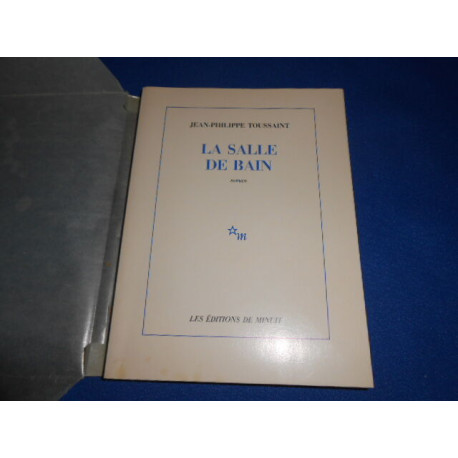 JEAN-PHILIPPE TOUSSAINT
LA SALLE
DE BAIN
roman
m
LES ÉDITIONS DE MINUIT